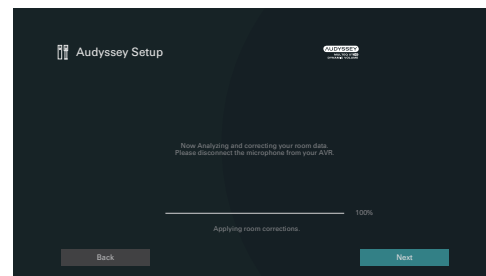 Audyssey Setup
AUDYSSEY
Now Analyzing and correcting your room data.
Please disconnect the microphone from your AVR.
100%
Applying room corrections.
Back
Next